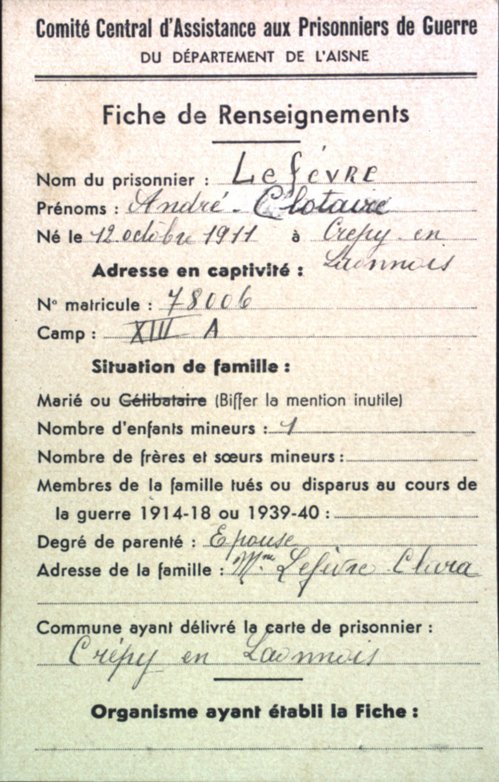 Comité Central d'Assistance aux Prisonniers de Guerre
DU DÉPARTEMENT DE L'AISNE
Fiche de Renseignements
Nom du prisonnier : Lefèvre
Prénoms : André - Clotaire
Né le 12 octobre 1911 à Crépy en
Laonnois
Adresse en captivité :
N° matricule : 78006
Camp : XIII A
Situation de famille :
Marié ou Célibataire (Biffer la mention inutile)
Nombre d'enfants mineurs : 1
Nombre de frères et sœurs mineurs :
Membres de la famille tués ou disparus au cours de
la guerre 1914-18 ou 1939-40 :
Degré de parenté : Epouse
Adresse de la famille : Mme Lefèvre
Commune ayant délivré la carte de prisonnier :
Crépy en Laonnois
Organisme ayant établi la Fiche :